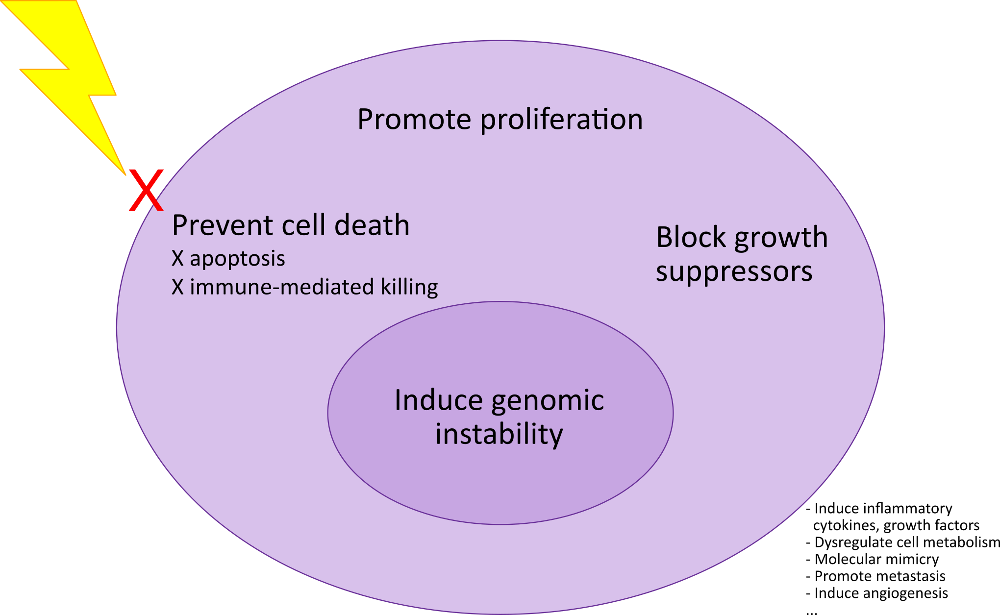 Promote proliferation
X
Prevent cell death
X apoptosis
X immune-mediated killing
Block growth
suppressors
Induce genomic
instability
- Induce inflammatory
cytokines, growth factors
- Dysregulate cell metabolism
- Molecular mimicry
- Promote metastasis
- Induce angiogenesis
...